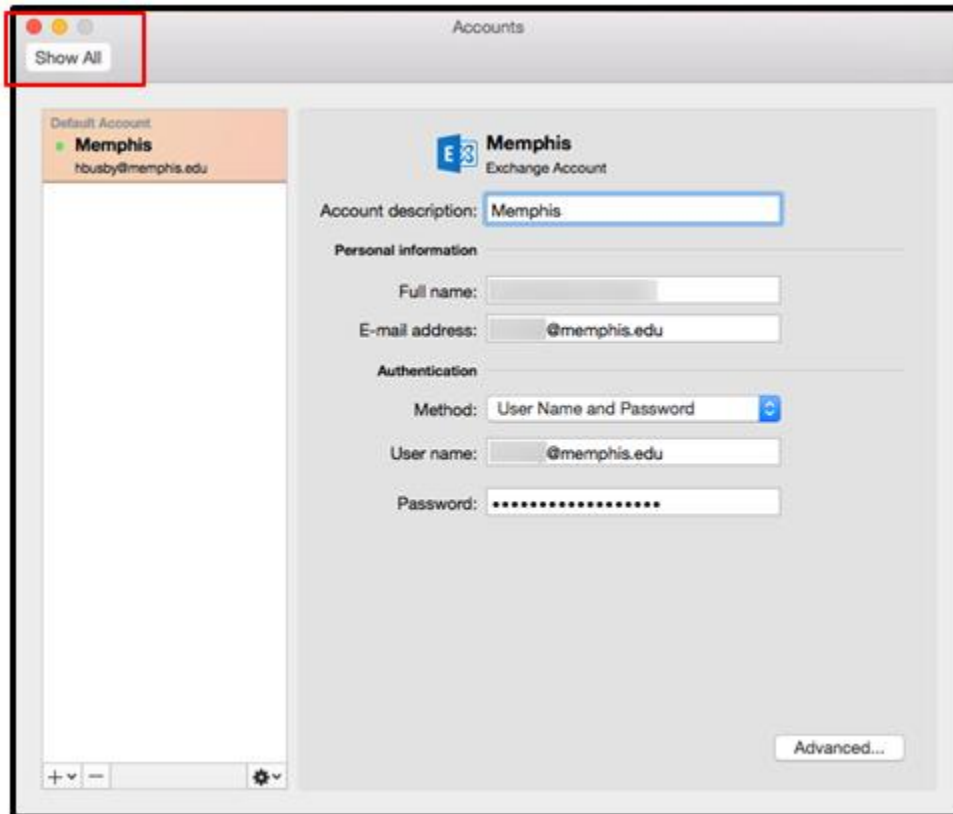 Accounts
Show All
Default Account
Memphis
hbusby@memphis.edu
Memphis
Exchange Account
Account description: Memphis
Personal information
Full name:
E-mail address: @memphis.edu
Authentication
Method: User Name and Password
User name: @memphis.edu
Password: ••••••••••••••••••
Advanced...